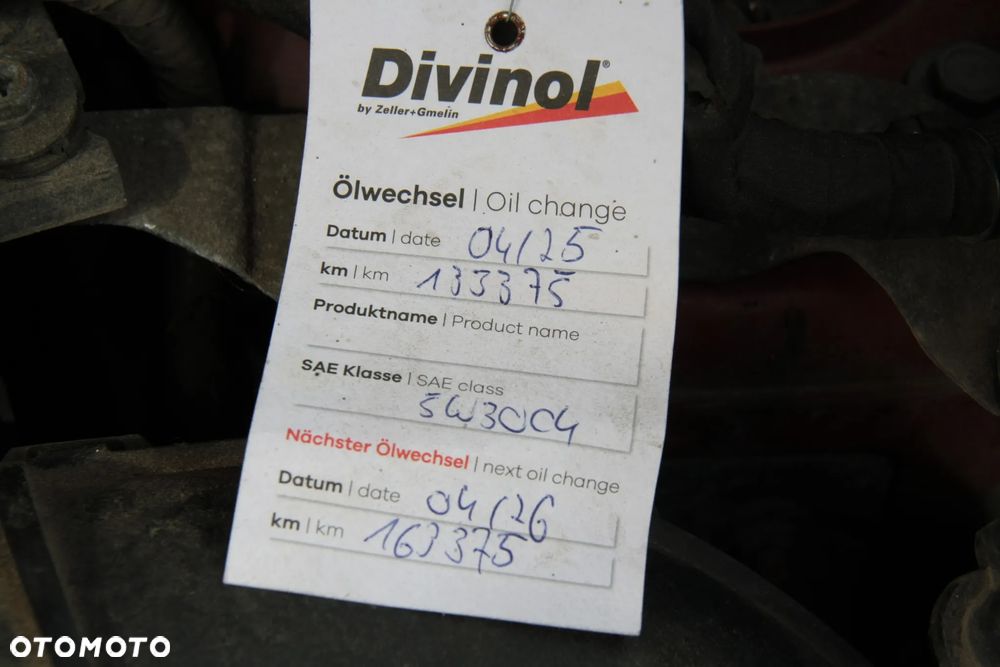 Divinol®
by Zeller+Gmelin
Ölwechsel | Oil change
Datum | date 04/25
km | km 133375
Produktname | Product name
SAE Klasse | SAE class
5W30C4
Nächster Ölwechsel | next oil change
Datum | date 04/26
km | km 163375
OTOMOTO